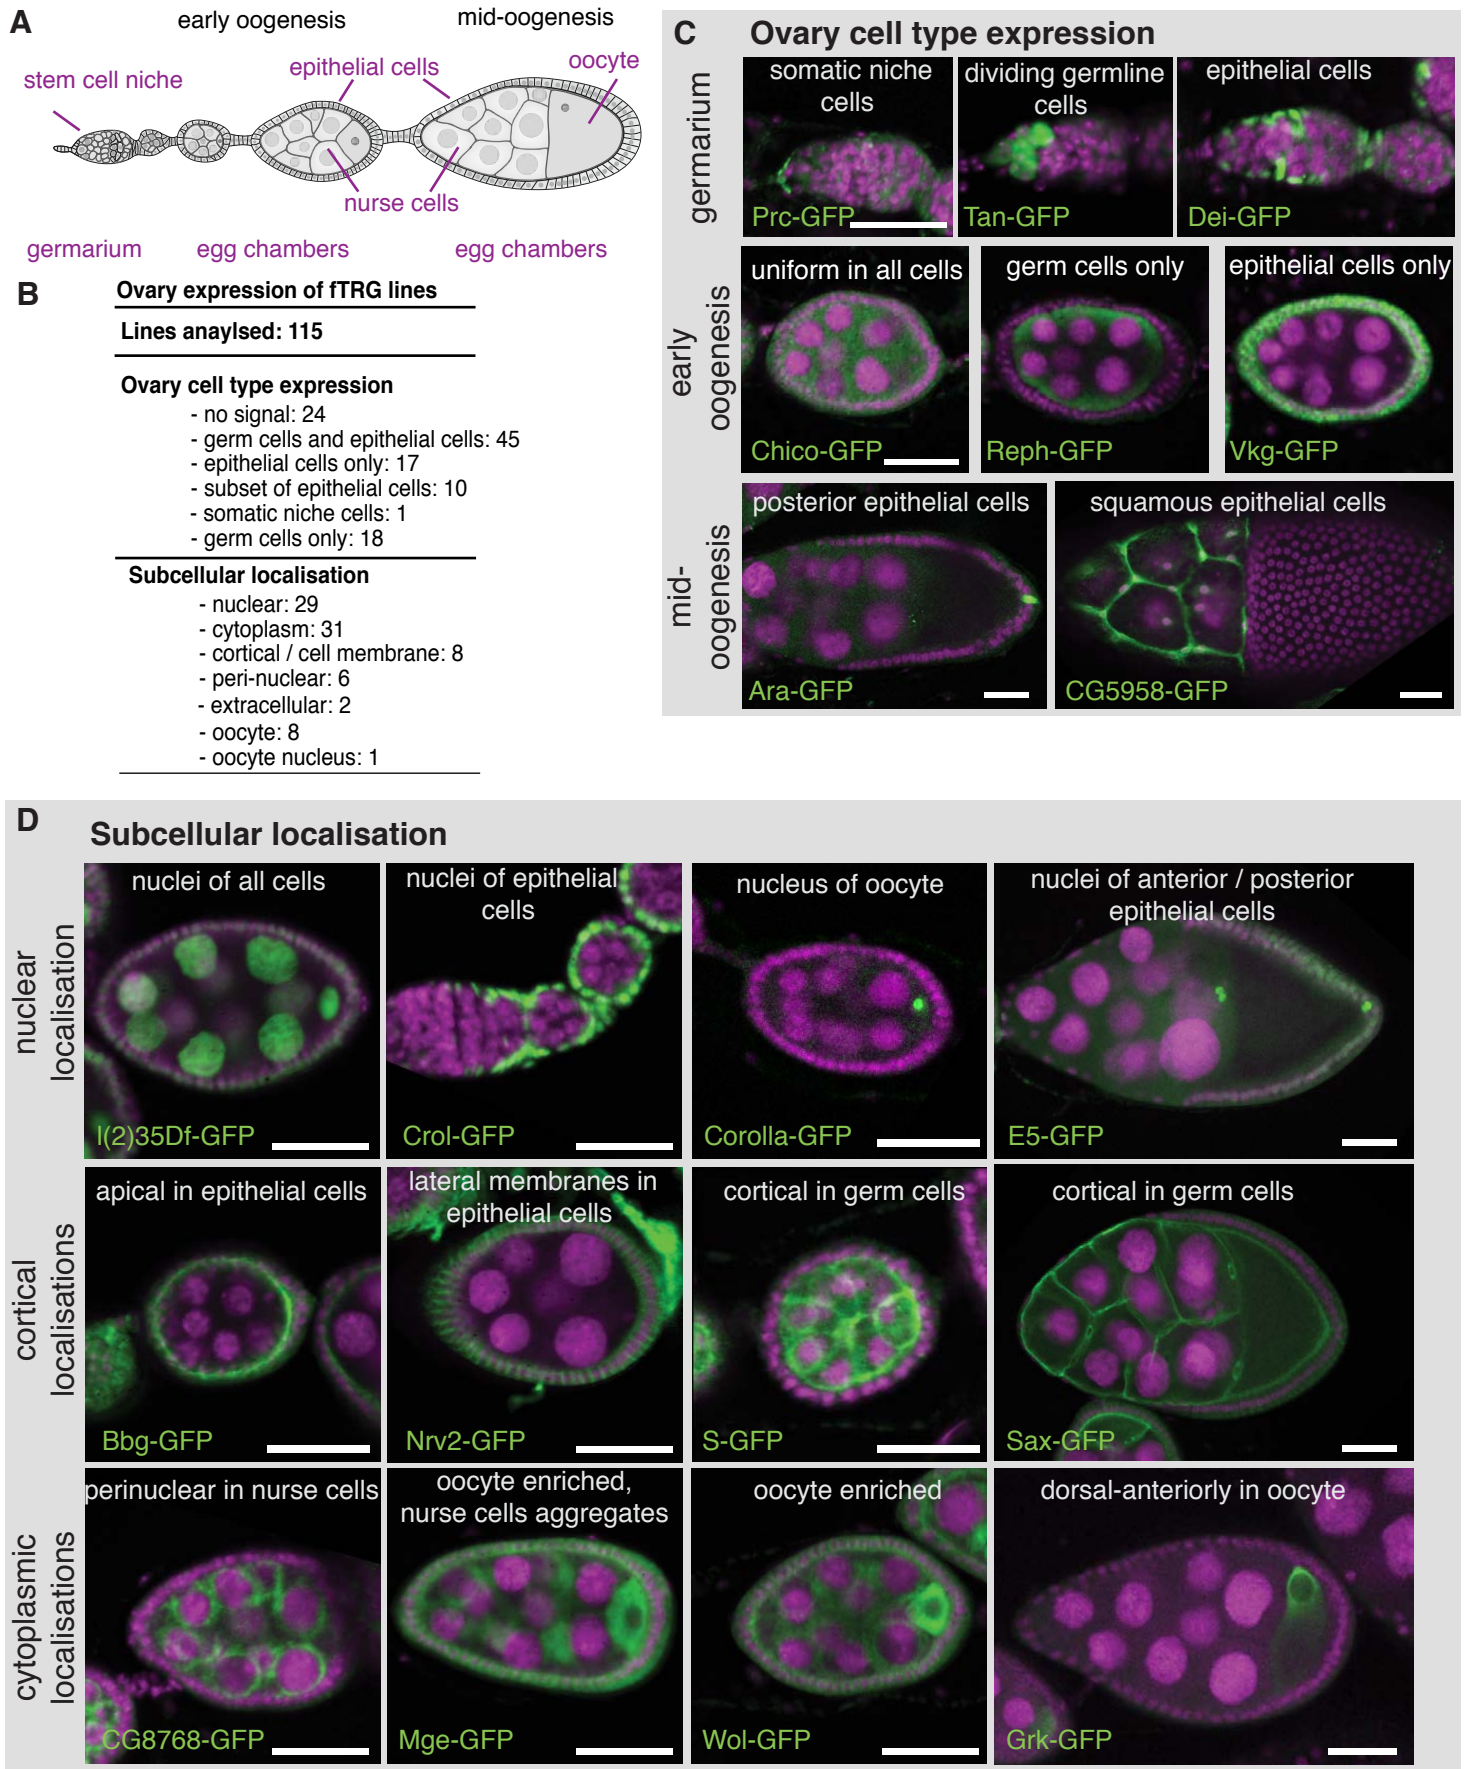 A
early oogenesis
mid-oogenesis
stem cell niche
epithelial cells
oocyte
nurse cells
germarium
egg chambers
egg chambers
B
Ovary expression of fTRG lines
Lines anaylsed: 115
Ovary cell type expression
- no signal: 24
- germ cells and epithelial cells: 45
- epithelial cells only: 17
- subset of epithelial cells: 10
- somatic niche cells: 1
- germ cells only: 18
Subcellular localisation
- nuclear: 29
- cytoplasm: 31
- cortical / cell membrane: 8
- peri-nuclear: 6
- extracellular: 2
- oocyte: 8
- oocyte nucleus: 1
C
Ovary cell type expression
germarium
somatic niche
cells
Prc-GFP
dividing germline
cells
Tan-GFP
epithelial cells
Dei-GFP
early
oogenesis
uniform in all cells
Chico-GFP
germ cells only
Reph-GFP
epithelial cells only
Vkg-GFP
mid-
oogenesis
posterior epithelial cells
Ara-GFP
squamous epithelial cells
CG5958-GFP
D
Subcellular localisation
nuclear
localisation
nuclei of all cells
l(2)35Df-GFP
nuclei of epithelial
cells
Crol-GFP
nucleus of oocyte
Corolla-GFP
nuclei of anterior / posterior
epithelial cells
E5-GFP
cortical
localisations
apical in epithelial cells
Bbg-GFP
lateral membranes in
epithelial cells
Nrv2-GFP
cortical in germ cells
S-GFP
cortical in germ cells
Sax-GFP
cytoplasmic
localisations
perinuclear in nurse cells
CG8768-GFP
oocyte enriched,
nurse cells aggregates
Mge-GFP
oocyte enriched
Wol-GFP
dorsal-anteriorly in oocyte
Grk-GFP